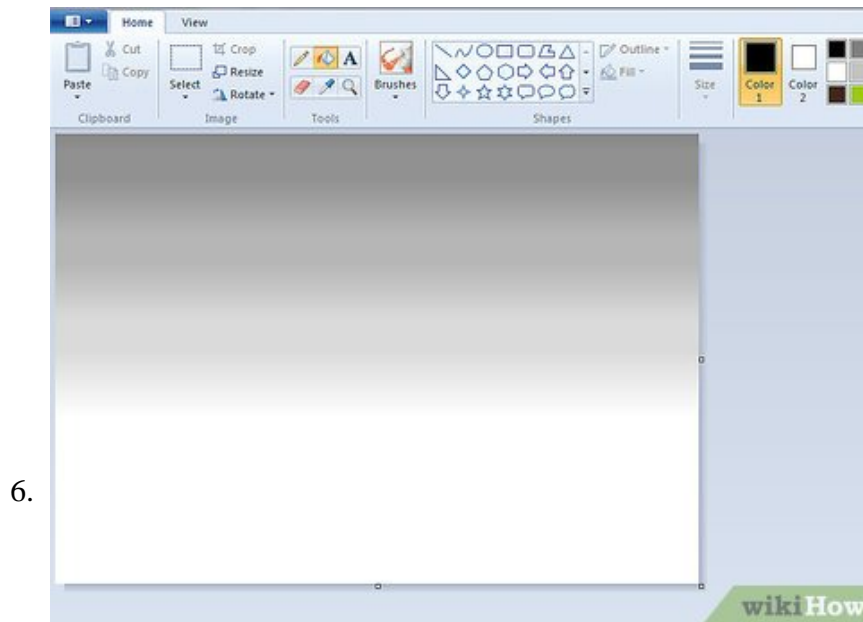 Home View
Cut
Copy
Paste
Clipboard
Select
Crop
Resize
Rotate
Image
A
Tools
Brushes
Shapes
Outline
Fill
Size
Color
1
Color
2
6.
wikiHow